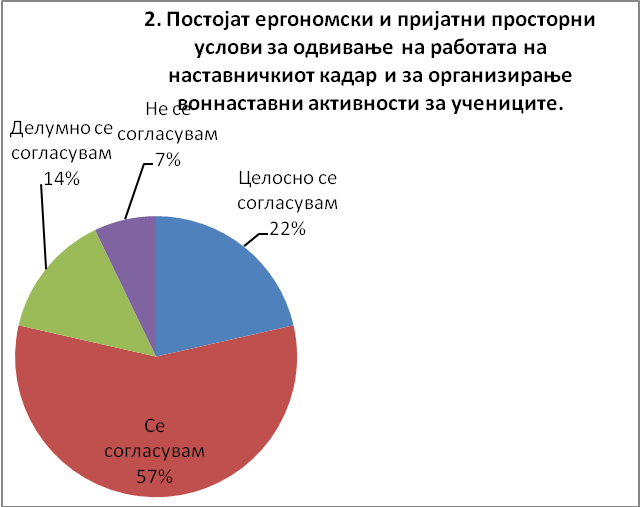 2. Постојат ергономски и пријатни просторни
услови за одвивање на работата на
наставничкиот кадар и за организирање
воннаставни активности за учениците.
Не се
согласувам
7%
Делумно се
согласувам
14%
Целосно се
согласувам
22%
Се
согласувам
57%